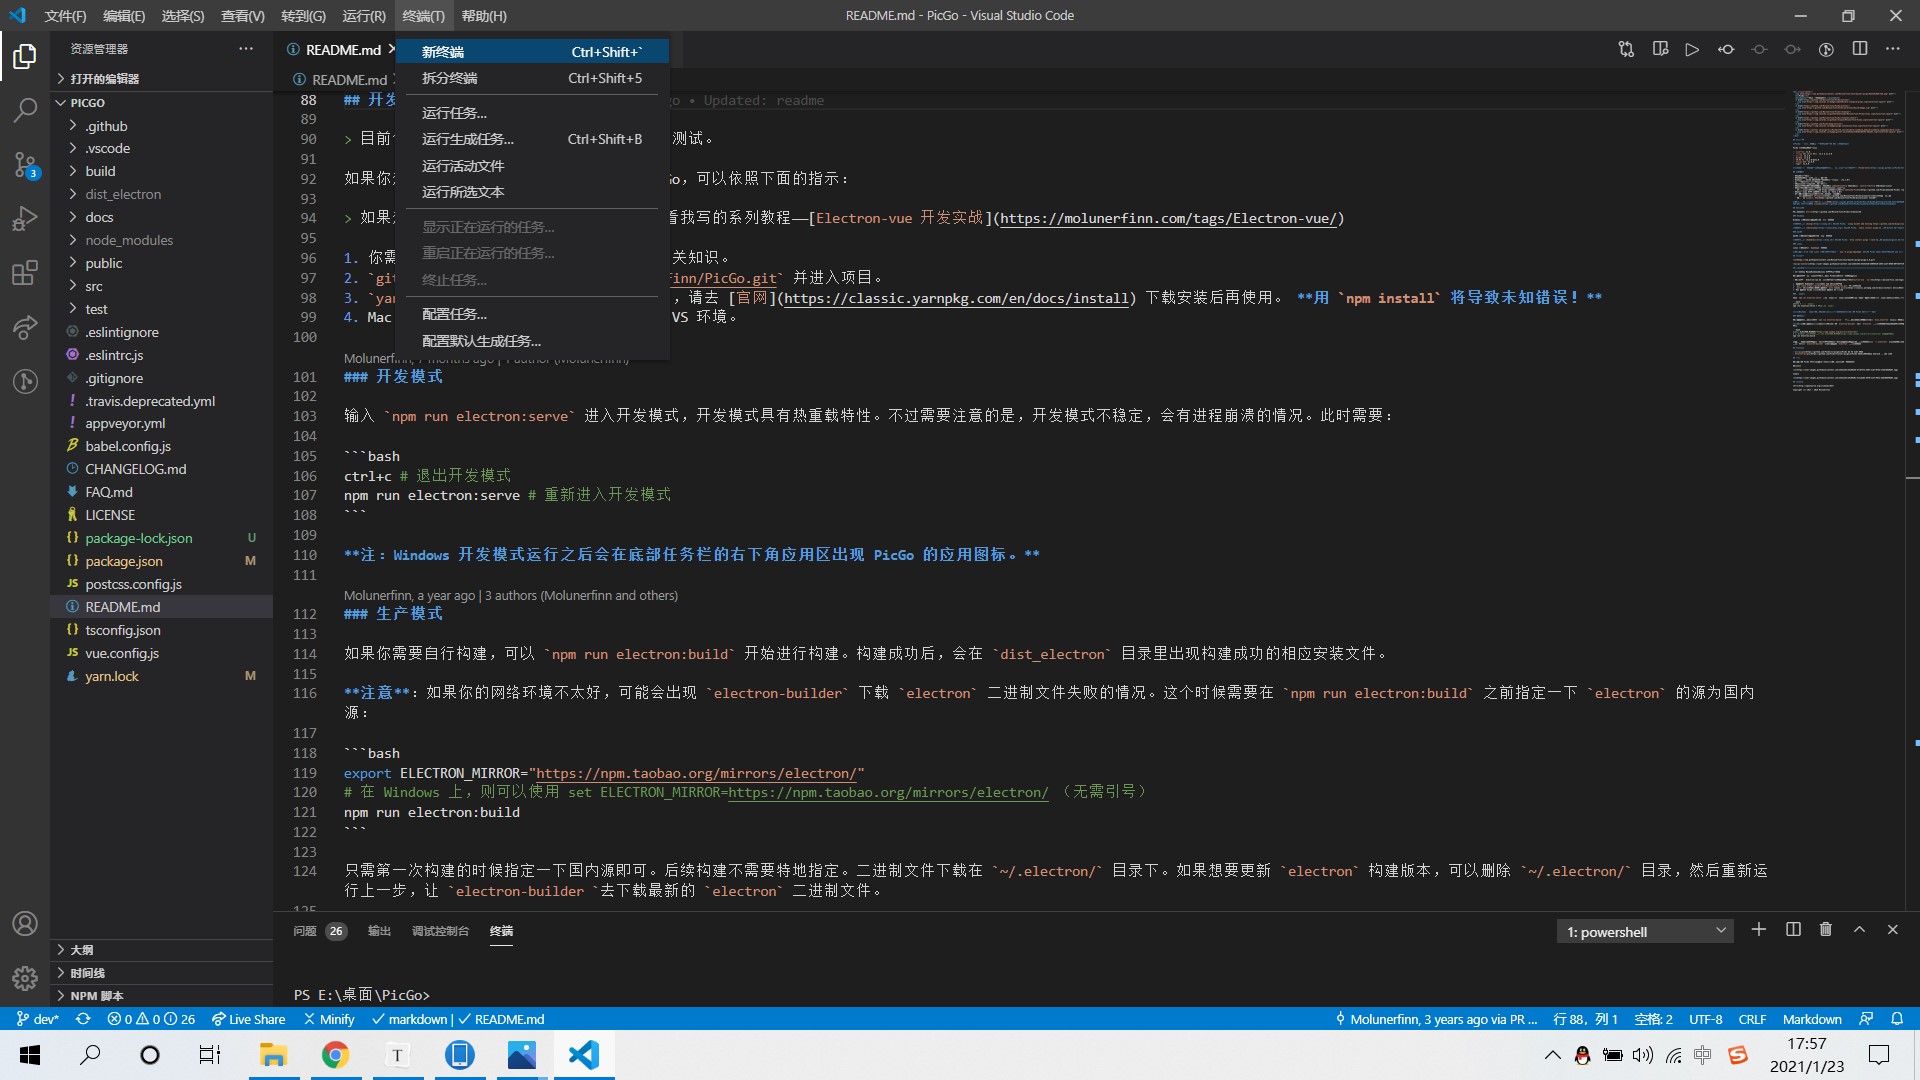 文件(F) 编辑(E) 选择(S) 查看(V) 转到(G) 运行(R) 终端(T) 帮助(H)
README.md - PicGo - Visual Studio Code
资源管理器
打开的编辑器
PICGO
.github
.vscode
build
dist_electron
docs
node_modules
public
src
test
.eslintignore
.eslintrc.js
.gitignore
.travis.deprecated.yml
appveyor.yml
babel.config.js
CHANGELOG.md
FAQ.md
LICENSE
package-lock.json U
package.json M
postcss.config.js
README.md
tsconfig.json
vue.config.js
yarn.lock M
大纲
时间线
NPM 脚本
3
README.md
README.md
新终端 Ctrl+Shift+`
拆分终端 Ctrl+Shift+5
运行任务...
运行生成任务... Ctrl+Shift+B
运行活动文件
运行所选文本
显示正在运行的任务...
重启正在运行的任务...
终止任务...
配置任务...
配置默认生成任务...
88 ## 开发 o • Updated: readme
89
90 > 目前 测试。
91
92 如果你 Go，可以依照下面的指示：
93
94 > 如果 看我写的系列教程——[Electron-vue 开发实战](https://molunerfinn.com/tags/Electron-vue/)
95
96 1. 你需 关知识。
97 2. `git finn/PicGo.git` 并进入项目。
98 3. `yar ，请去 [官网](https://classic.yarnpkg.com/en/docs/install) 下载安装后再使用。 **用 `npm install` 将导致未知错误！**
99 4. Mac VS 环境。
100
Molunerfinn, 7 months ago | 1 author (Molunerfinn)
101 ### 开发模式
102
103 输入 `npm run electron:serve` 进入开发模式，开发模式具有热重载特性。不过需要注意的是，开发模式不稳定，会有进程崩溃的情况。此时需要：
104
105 ```bash
106 ctrl+c # 退出开发模式
107 npm run electron:serve # 重新进入开发模式
108 ```
109
110 **注：Windows 开发模式运行之后会在底部任务栏的右下角应用区出现 PicGo 的应用图标。**
111
Molunerfinn, a year ago | 3 authors (Molunerfinn and others)
112 ### 生产模式
113
114 如果你需要自行构建，可以 `npm run electron:build` 开始进行构建。构建成功后，会在 `dist_electron` 目录里出现构建成功的相应安装文件。
115
116 **注意**：如果你的网络环境不太好，可能会出现 `electron-builder` 下载 `electron` 二进制文件失败的情况。这个时候需要在 `npm run electron:build` 之前指定一下 `electron` 的源为国内
源：
117
118 ```bash
119 export ELECTRON_MIRROR="https://npm.taobao.org/mirrors/electron/"
120 # 在 Windows 上，则可以使用 set ELECTRON_MIRROR=https://npm.taobao.org/mirrors/electron/ （无需引号）
121 npm run electron:build
122 ```
123
124 只需第一次构建的时候指定一下国内源即可。后续构建不需要特地指定。二进制文件下载在 `~/.electron/` 目录下。如果想要更新 `electron` 构建版本，可以删除 `~/.electron/` 目录，然后重新运
行上一步，让 `electron-builder `去下载最新的 `electron` 二进制文件。
125
问题 26 输出 调试控制台 终端
1: powershell
PS E:\桌面\PicGo>
dev* 0 0 26 Live Share Minify markdown | README.md
Molunerfinn, 3 years ago via PR ... 行 88，列 1 空格: 2 UTF-8 CRLF Markdown
T
中
S
17:57
2021/1/23